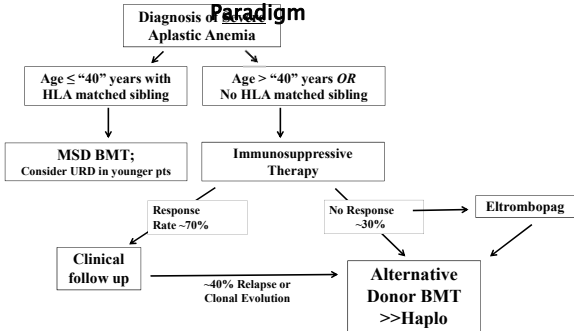 Paradigm
Diagnosis of Severe
Aplastic Anemia
Age ≤ “40” years with
HLA matched sibling
Age > “40” years OR
No HLA matched sibling
MSD BMT;
Consider URD in younger pts
Immunosuppressive
Therapy
Response
Rate ~70%
No Response
~30%
Eltrombopag
Clinical
follow up
~40% Relapse or
Clonal Evolution
Alternative
Donor BMT
>>Haplo